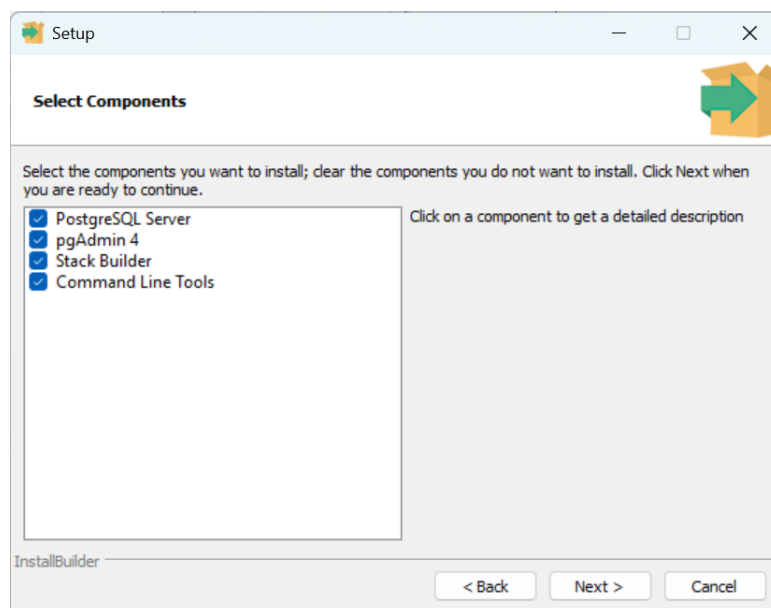 Setup
Select Components
Select the components you want to install; clear the components you do not want to install. Click Next when
you are ready to continue.
PostgreSQL Server
pgAdmin 4
Stack Builder
Command Line Tools
Click on a component to get a detailed description
InstallBuilder
< Back
Next >
Cancel